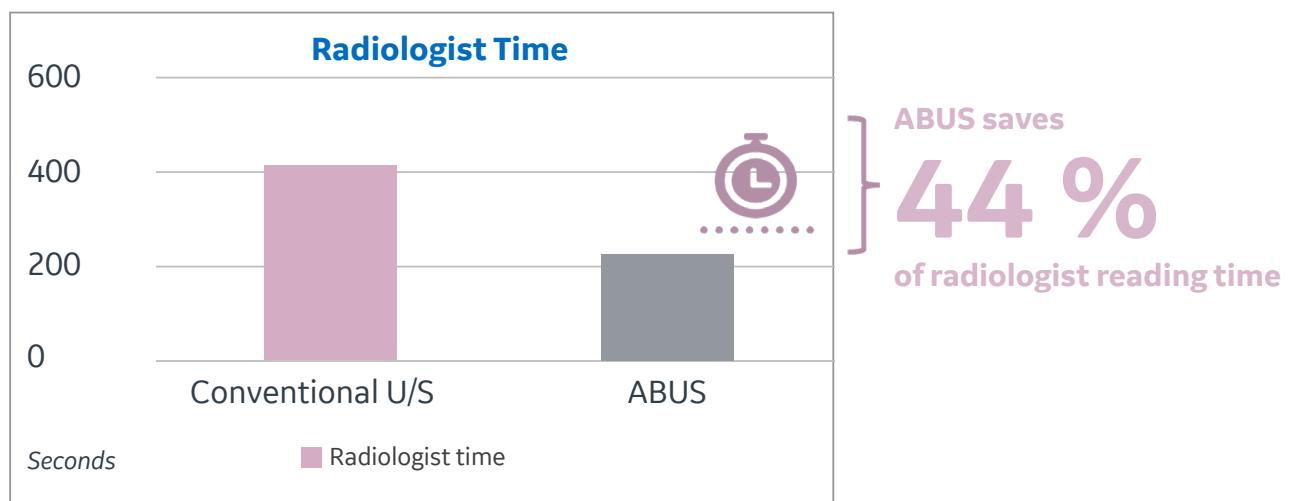 Radiologist Time
600
400
200
0
Conventional U/S
ABUS
Seconds
Radiologist time
ABUS saves
44 %
of radiologist reading time